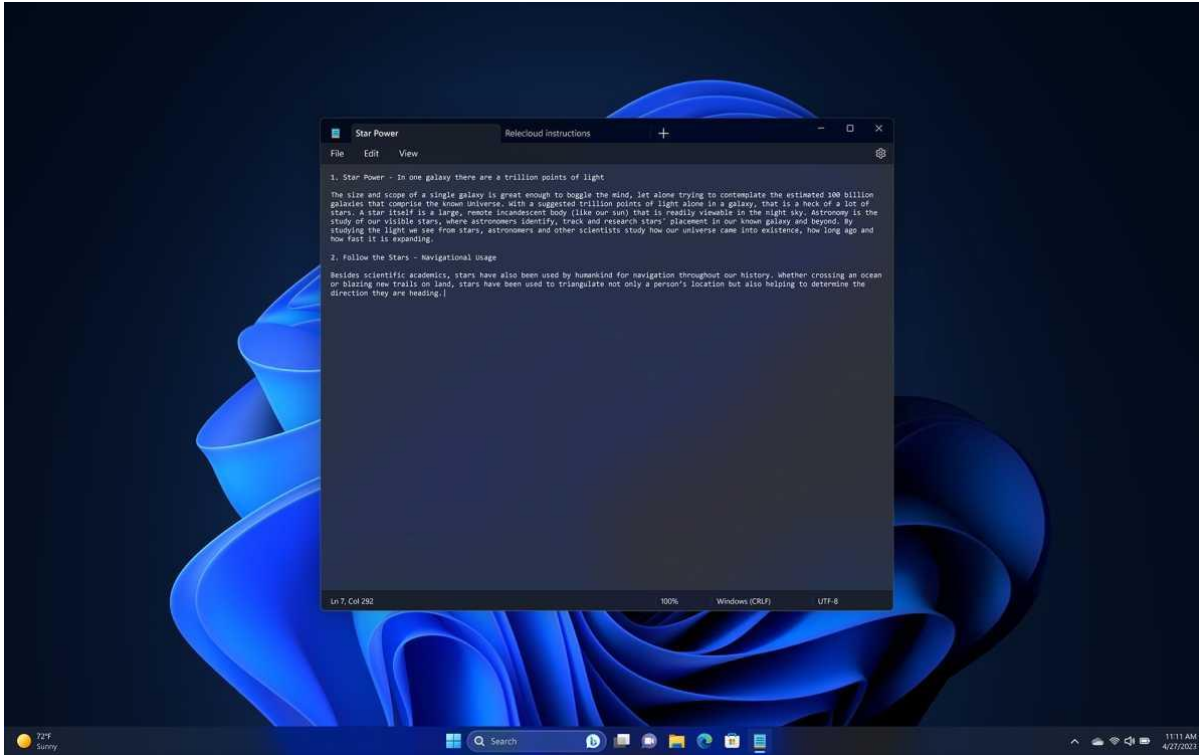 Star Power
Relecloud instructions
File Edit View
1. Star Power - In one galaxy there are a trillion points of light
The size and scope of a single galaxy is great enough to boggle the mind, let alone trying to contemplate the estimated 100 billion
galaxies that comprise the known Universe. With a suggested trillion points of light alone in a galaxy, that is a heck of a lot of
stars. A star itself is a large, remote incandescent body (like our sun) that is readily viewable in the night sky. Astronomy is the
study of our visible stars, where astronomers identify, track and research stars' placement in our known galaxy and beyond. By
studying the light we see from stars, astronomers and other scientists study how our universe came into existence, how long ago and
how fast it is expanding.
2. Follow the Stars - Navigational Usage
Besides scientific academics, stars have also been used by humankind for navigation throughout our history. Whether crossing an ocean
or blazing new trails on land, stars have been used to triangulate not only a person's location but also helping to determine the
direction they are heading.
Ln 7, Col 292 100% Windows (CRLF) UTF-8
72°F
Sunny
Search
11:11 AM